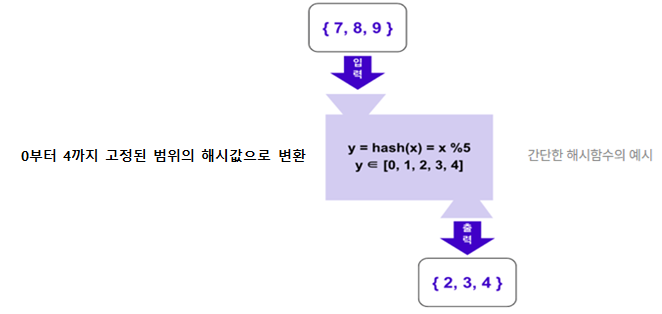 { 7, 8, 9 }
입
력
0부터 4까지 고정된 범위의 해시값으로 변환
y = hash(x) = x %5
y ∈ [0, 1, 2, 3, 4]
간단한 해시함수의 예시
출
력
{ 2, 3, 4 }